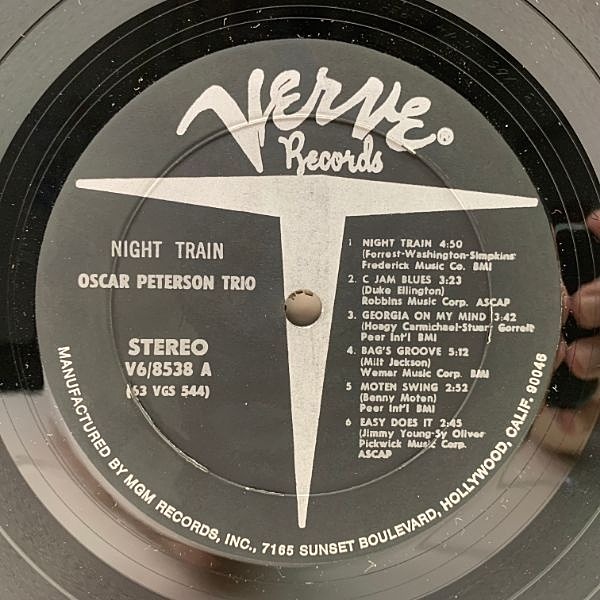 Verve®
Records
NIGHT TRAIN
OSCAR PETERSON TRIO
STEREO
V6/8538 A
(63 VGS 544)
1 NIGHT TRAIN 4:50
(Forrest-Washington-Simpkins
Frederick Music Co. BMI
2. C JAM BLUES 3:23
(Duke Ellington)
Robbins Music Corp. ASCAP
3. GEORGIA ON MY MIND 3:42
(Hoagy Carmichael-Stuart Gorrell
Peer Int'l BMI
4. BAG'S GROOVE 5:12
(Milt Jackson)
Wemar Music Corp. BMI
5 MOTEN SWING 2:52
(Benny Moten)
Peer Int'l BMI
6 EASY DOES IT 2:45
(Jimmy Young-Sy Oliver
Pickwick Music Corp.
ASCAP
MANUFACTURED BY MGM RECORDS, INC., 7165 SUNSET BOULEVARD, HOLLYWOOD, CALIF. 90046